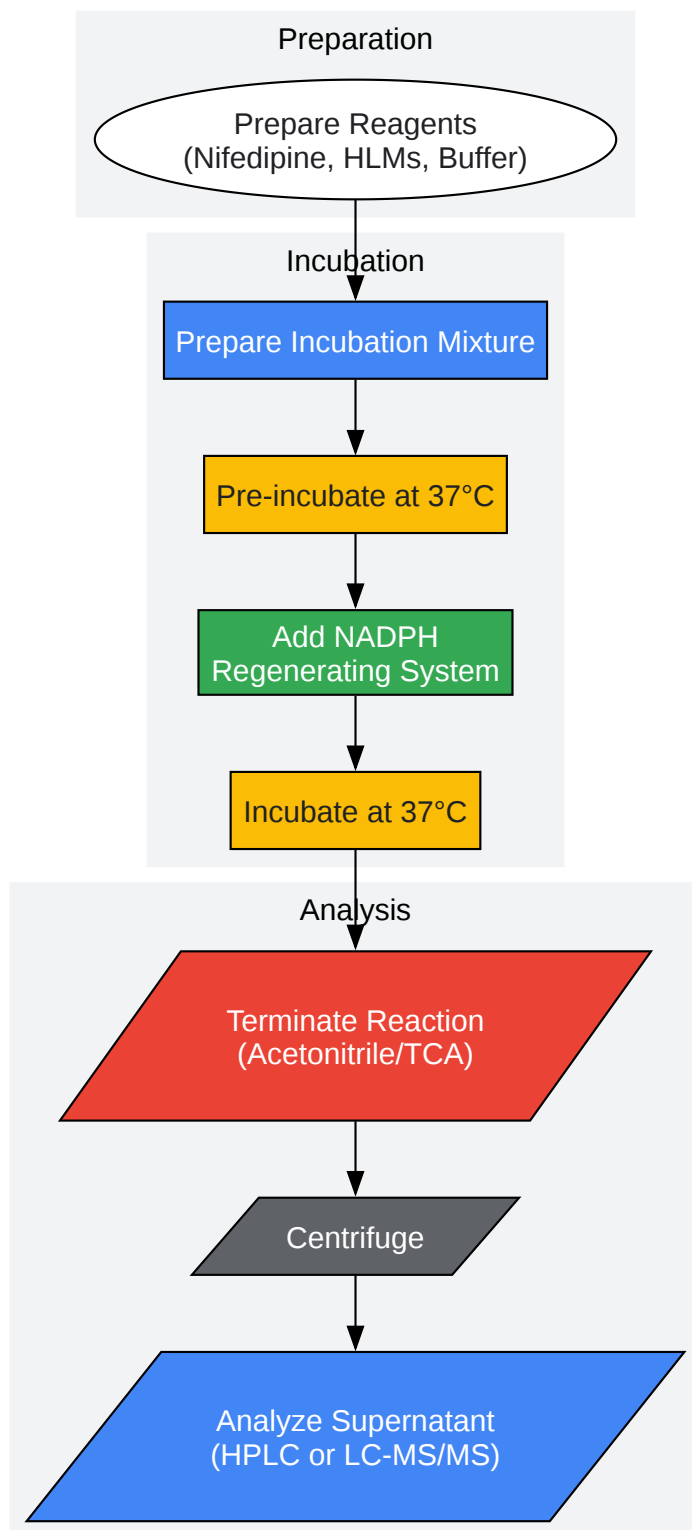 Preparation
Prepare Reagents
(Nifedipine, HLMs, Buffer)
Incubation
Prepare Incubation Mixture
Pre-incubate at 37°C
Add NADPH
Regenerating System
Incubate at 37°C
Analysis
Terminate Reaction
(Acetonitrile/TCA)
Centrifuge
Analyze Supernatant
(HPLC or LC-MS/MS)